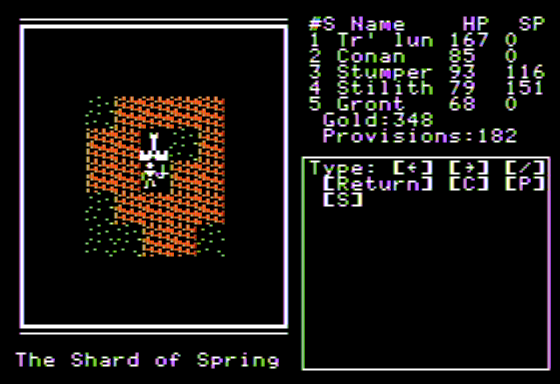 #S Name HP SP
1 Tr' lun 167 0
2 Conan 85 0
3 Stumper 93 116
4 Stilith 79 151
5 Gront 68 0
Gold:348
Provisions:182
Type: [←] [→] [/]
[Return] [C] [P]
[S]
The Shard of Spring